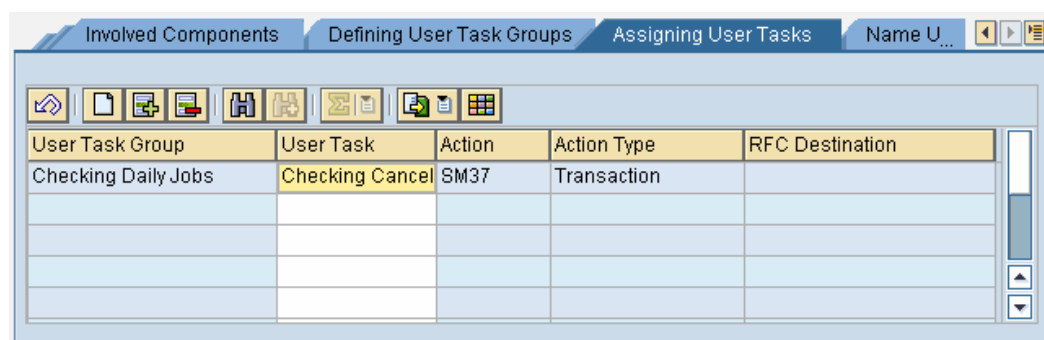 Involved Components Defining User Task Groups Assigning User Tasks Name U...
User Task Group User Task Action Action Type RFC Destination
Checking Daily Jobs Checking Cancel SM37 Transaction